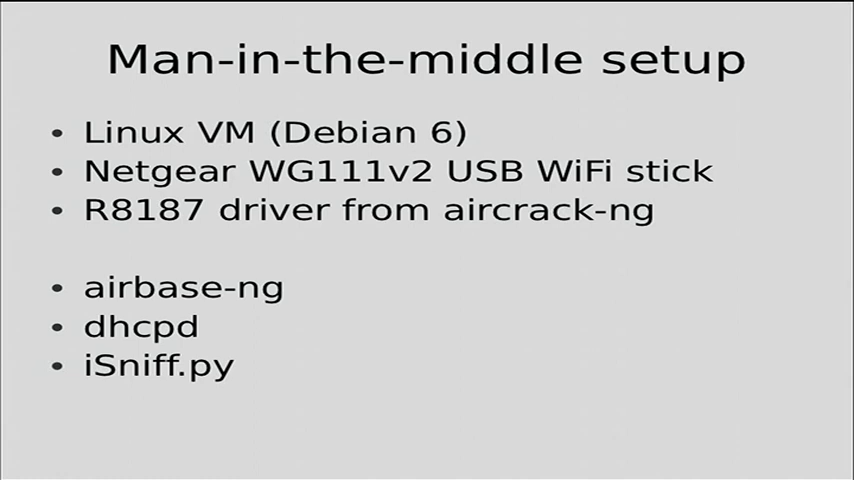 Man-in-the-middle setup
• Linux VM (Debian 6)
• Netgear WG111v2 USB WiFi stick
• R8187 driver from aircrack-ng
• airbase-ng
• dhcpd
• iSniff.py